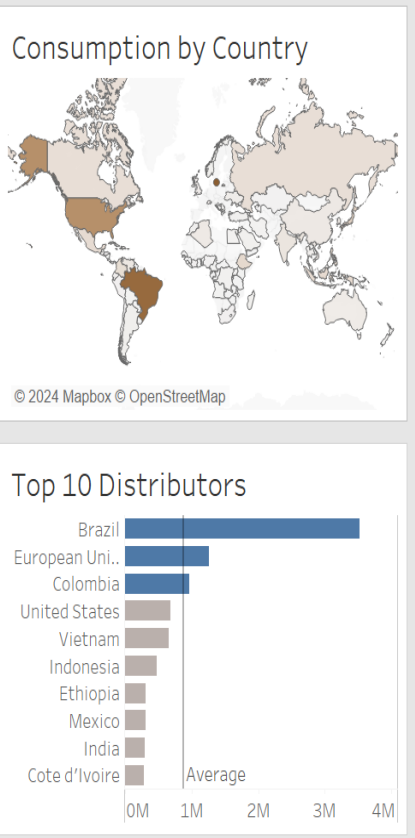 Consumption by Country
© 2024 Mapbox © OpenStreetMap
Top 10 Distributors
Brazil
European Uni..
Colombia
United States
Vietnam
Indonesia
Ethiopia
Mexico
India
Cote d'Ivoire
Average
0M 1M 2M 3M 4M